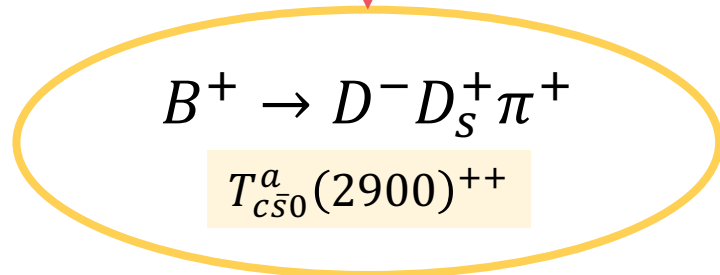 B⁺ → D⁻D_s⁺π⁺
T^a_{cs̄0}(2900)⁺⁺